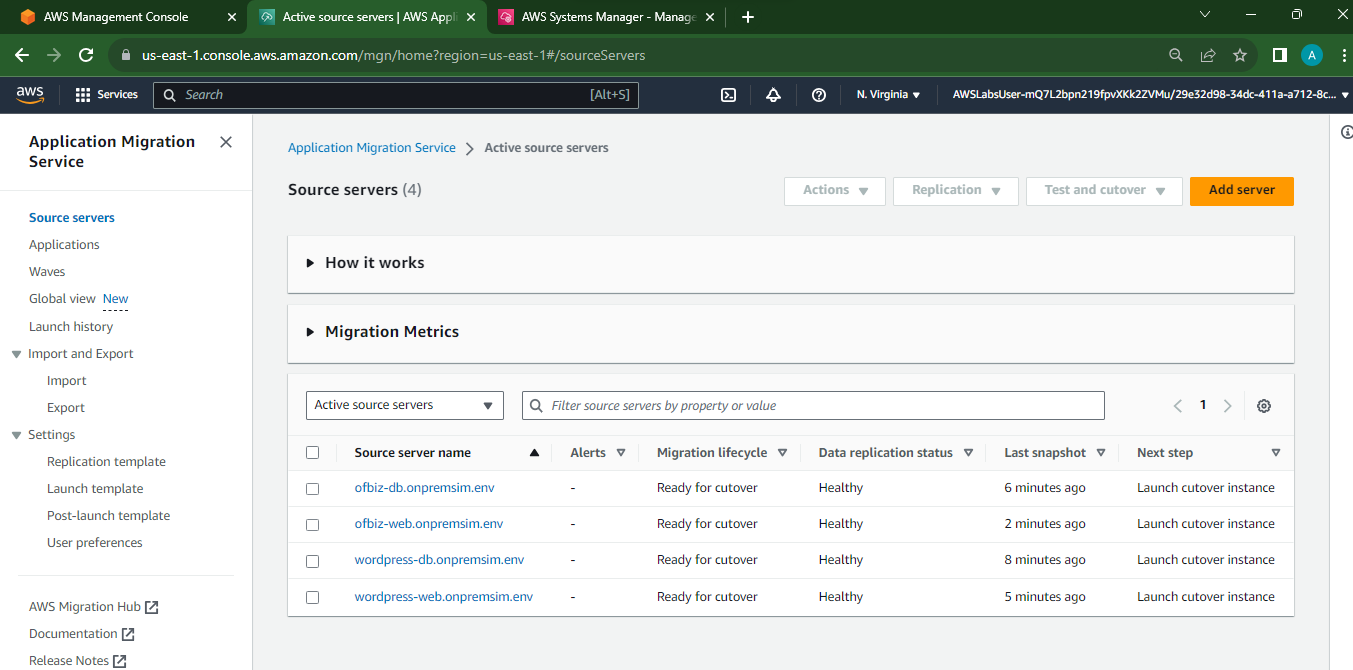 AWS Management Console
Active source servers | AWS Appli
AWS Systems Manager - Manage
us-east-1.console.aws.amazon.com/mgn/home?region=us-east-1#/sourceServers
A
aws
Services
Search
[Alt+S]
N. Virginia
AWSLabsUser-mQ7L2bpn219fpvXKk2ZVMu/29e32d98-34dc-411a-a712-8c...
Application Migration
Service
Source servers
Applications
Waves
Global view New
Launch history
Import and Export
Import
Export
Settings
Replication template
Launch template
Post-launch template
User preferences
AWS Migration Hub
Documentation
Release Notes
Application Migration Service > Active source servers
Source servers (4)
Actions
Replication
Test and cutover
Add server
How it works
Migration Metrics
Active source servers
Filter source servers by property or value
1
Source server name Alerts Migration lifecycle Data replication status Last snapshot Next step
ofbiz-db.onpremsim.env - Ready for cutover Healthy 6 minutes ago Launch cutover instance
ofbiz-web.onpremsim.env - Ready for cutover Healthy 2 minutes ago Launch cutover instance
wordpress-db.onpremsim.env - Ready for cutover Healthy 8 minutes ago Launch cutover instance
wordpress-web.onpremsim.env - Ready for cutover Healthy 5 minutes ago Launch cutover instance